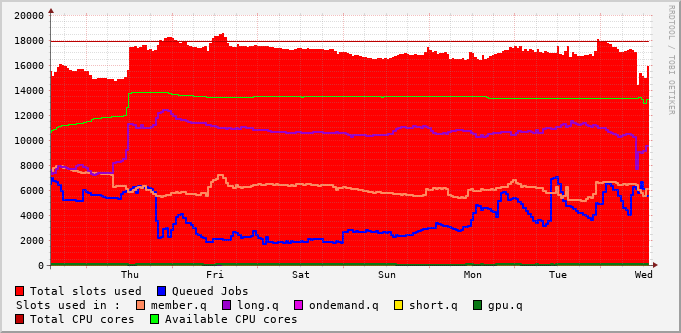 RRDTOOL / TOBI OETIKER
20000
18000
16000
14000
12000
10000
8000
6000
4000
2000
0
Thu Fri Sat Sun Mon Tue Wed
Total slots used Queued Jobs
Slots used in : member.q long.q ondemand.q short.q gpu.q
Total CPU cores Available CPU cores